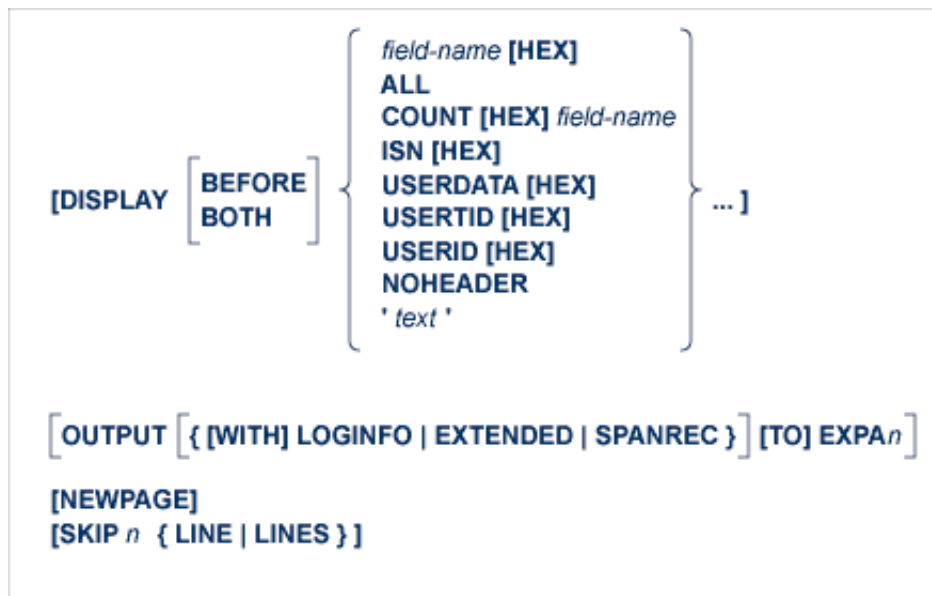 field-name [HEX]
ALL
COUNT [HEX] field-name
ISN [HEX]
[DISPLAY [BEFORE USERDATA [HEX] ... ]
BOTH] USERTID [HEX]
USERID [HEX]
NOHEADER
' text '
[OUTPUT [{ [WITH] LOGINFO | EXTENDED | SPANREC }] [TO] EXPAn]
[NEWPAGE]
[SKIP n { LINE | LINES } ]